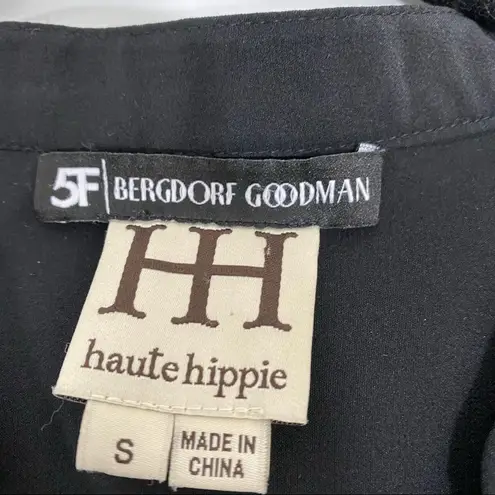 5F BERGDORF GOODMAN
HH
haute hippie
S
MADE IN
CHINA